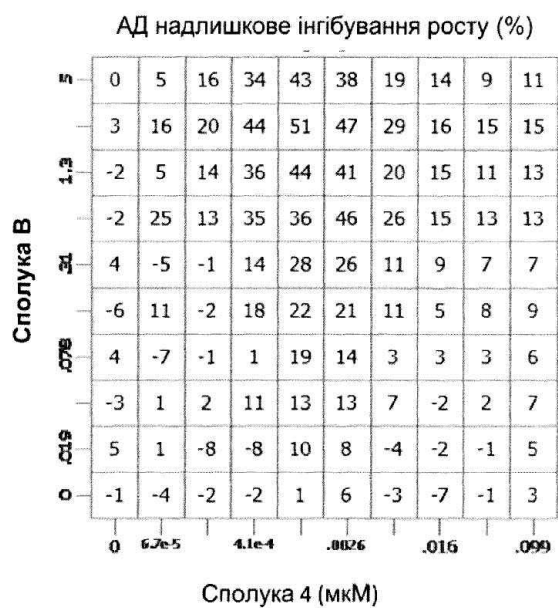 АД надлишкове інгібування росту (%)
5 0 5 16 34 43 38 19 14 9 11
3 16 20 44 51 47 29 16 15 15
1.3 -2 5 14 36 44 41 20 15 11 13
-2 25 13 35 36 46 26 15 13 13
.31 4 -5 -1 14 28 26 11 9 7 7
-6 11 -2 18 22 21 11 5 8 9
.078 4 -7 -1 1 19 14 3 3 3 6
-3 1 2 11 13 13 7 -2 2 7
.019 5 1 -8 -8 10 8 -4 -2 -1 5
0 -1 -4 -2 -2 1 6 -3 -7 -1 3
Сполука В
0 6.7e-5 4.1e-4 .0026 .016 .099
Сполука 4 (мкМ)